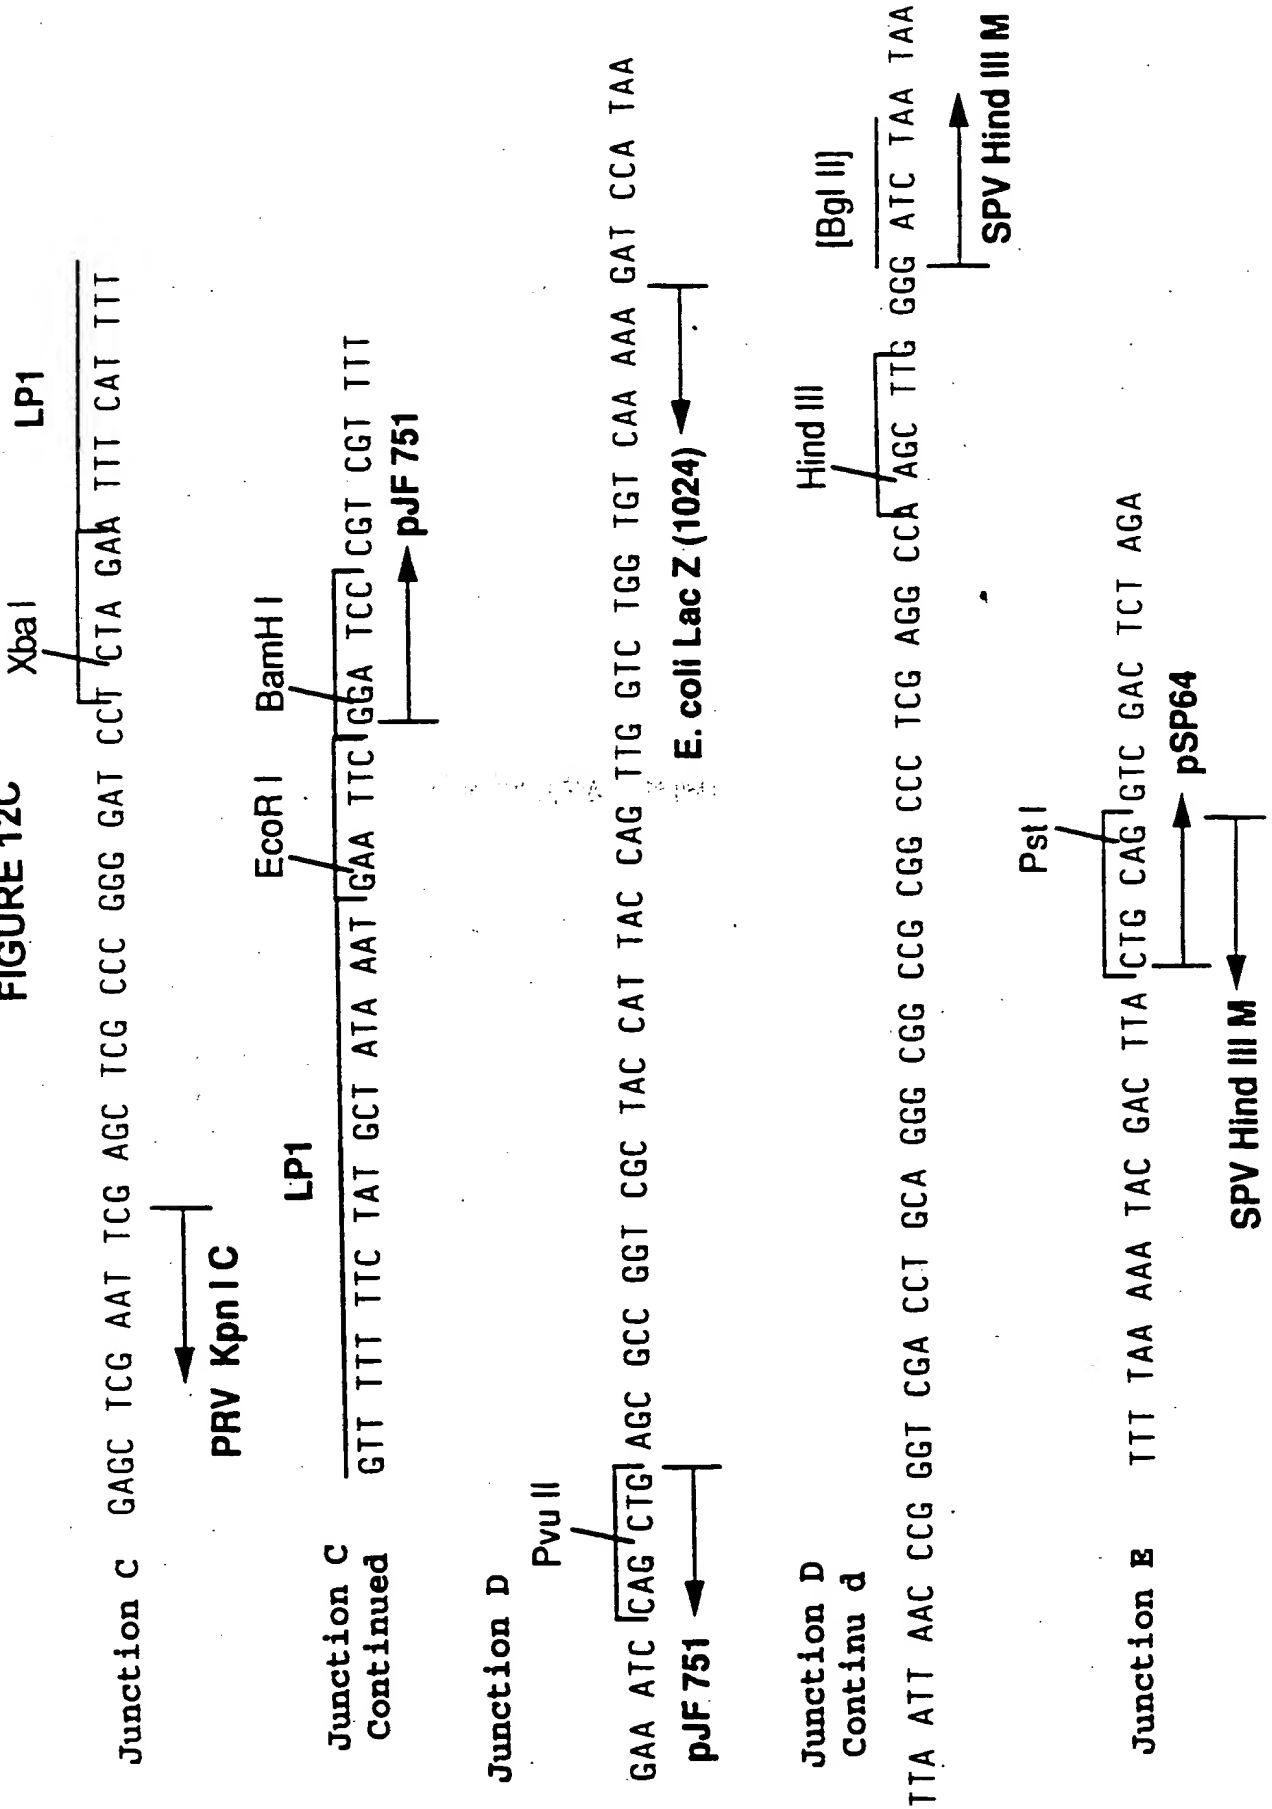 FIGURE 12C
Xba I
LP1
Junction C GAGC TCG AAT TCG AGC TCG CCC GGG GAT CCT CTA GAA TTT CAT TTT
PRV Kpn I C
LP1
EcoR I
BamH I
Junction C
Continued
GTT TTT TTC TAT GCT ATA AAT GAA TTC GGA TCC CGT CGT TTT
pJF 751
Junction D
Pvu II
GAA ATC CAG CTG AGC GCC GGT CGC TAC CAT TAC CAG TTG GTC TGG TGT CAA AAA GAT CCA TAA
pJF 751
E. coli Lac Z (1024)
Junction D
Continu d
Hind III
[Bgl II]
TTA ATT AAC CCG GGT CGA CCT GCA GGG CGG CCG CGG CCC TCG AGG CCA AGC TTG GGG ATC TAA TAA
SPV Hind III M
Pst I
Junction E TTT TAA AAA TAC GAC TTA CTG CAG GTC GAC TCT AGA
pSP64
SPV Hind III M